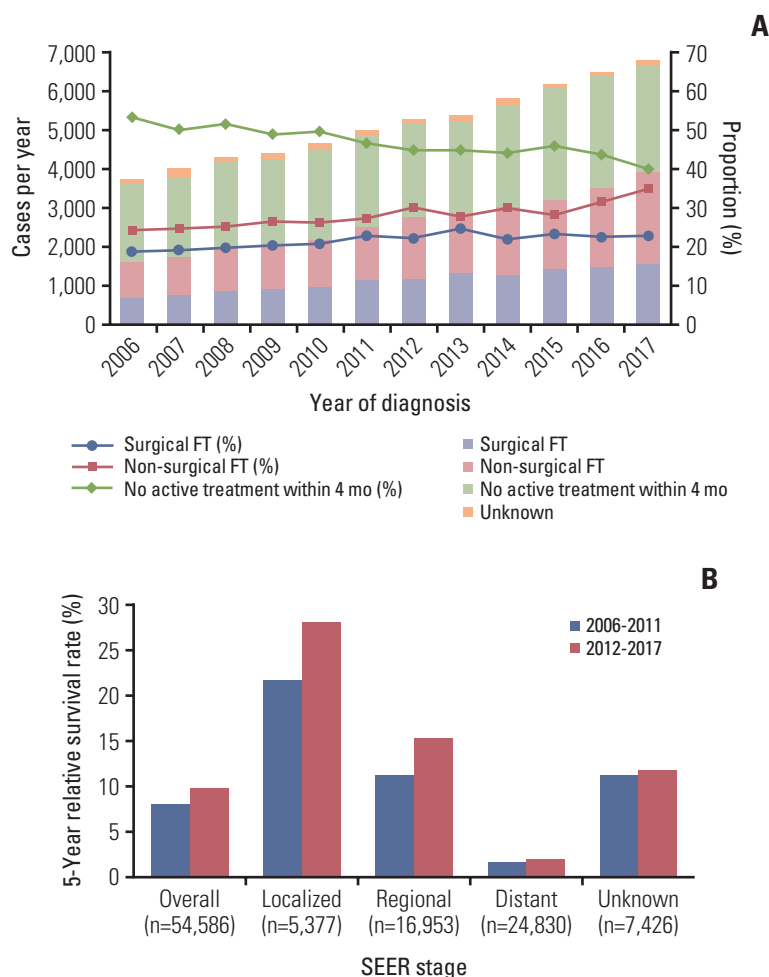 A
7,000
6,000
5,000
4,000
3,000
2,000
1,000
0
Cases per year
70
60
50
40
30
20
10
0
Proportion (%)
2006
2007
2008
2009
2010
2011
2012
2013
2014
2015
2016
2017
Year of diagnosis
Surgical FT (%)
Non-surgical FT (%)
No active treatment within 4 mo (%)
Surgical FT
Non-surgical FT
No active treatment within 4 mo
Unknown
B
30
25
20
15
10
5
0
5-Year relative survival rate (%)
2006-2011
2012-2017
Overall
(n=54,586)
Localized
(n=5,377)
Regional
(n=16,953)
Distant
(n=24,830)
Unknown
(n=7,426)
SEER stage